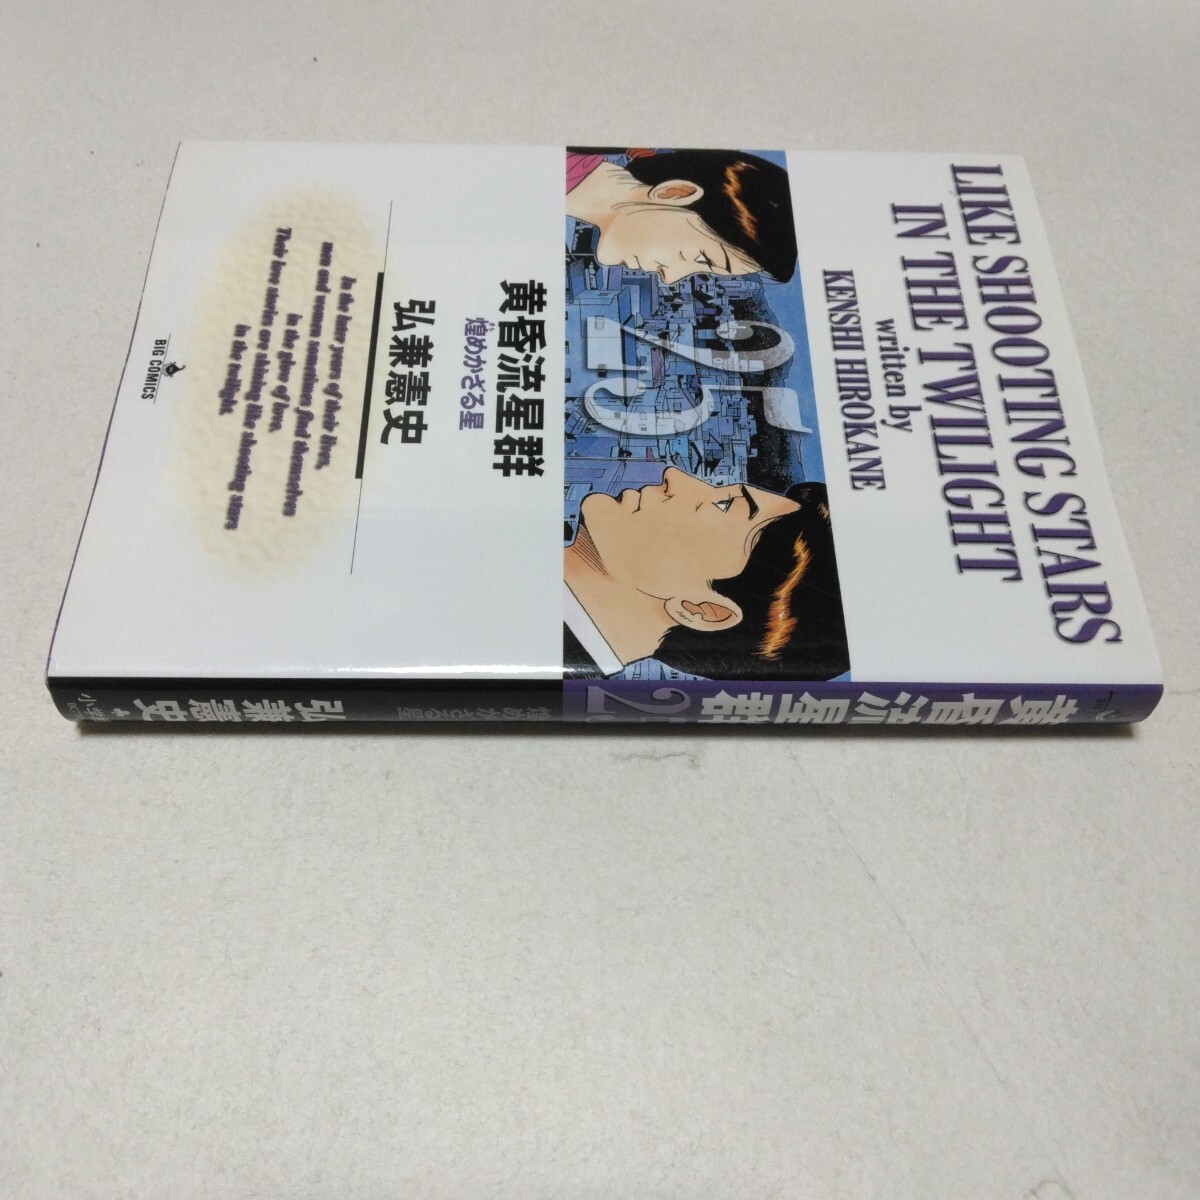 LIKE SHOOTING STARS
IN THE TWILIGHT
written by
KENSHI HIROKANE
25
黄昏流星群
煌めかざる星
弘兼憲史
In the later years of their lives,
men and women sometimes find themselves
in the glow of love.
Their love stories are shining like the shooting stars
in the twilight.
BIG COMICS
黄昏流星群
煌めかざる星
弘兼憲史